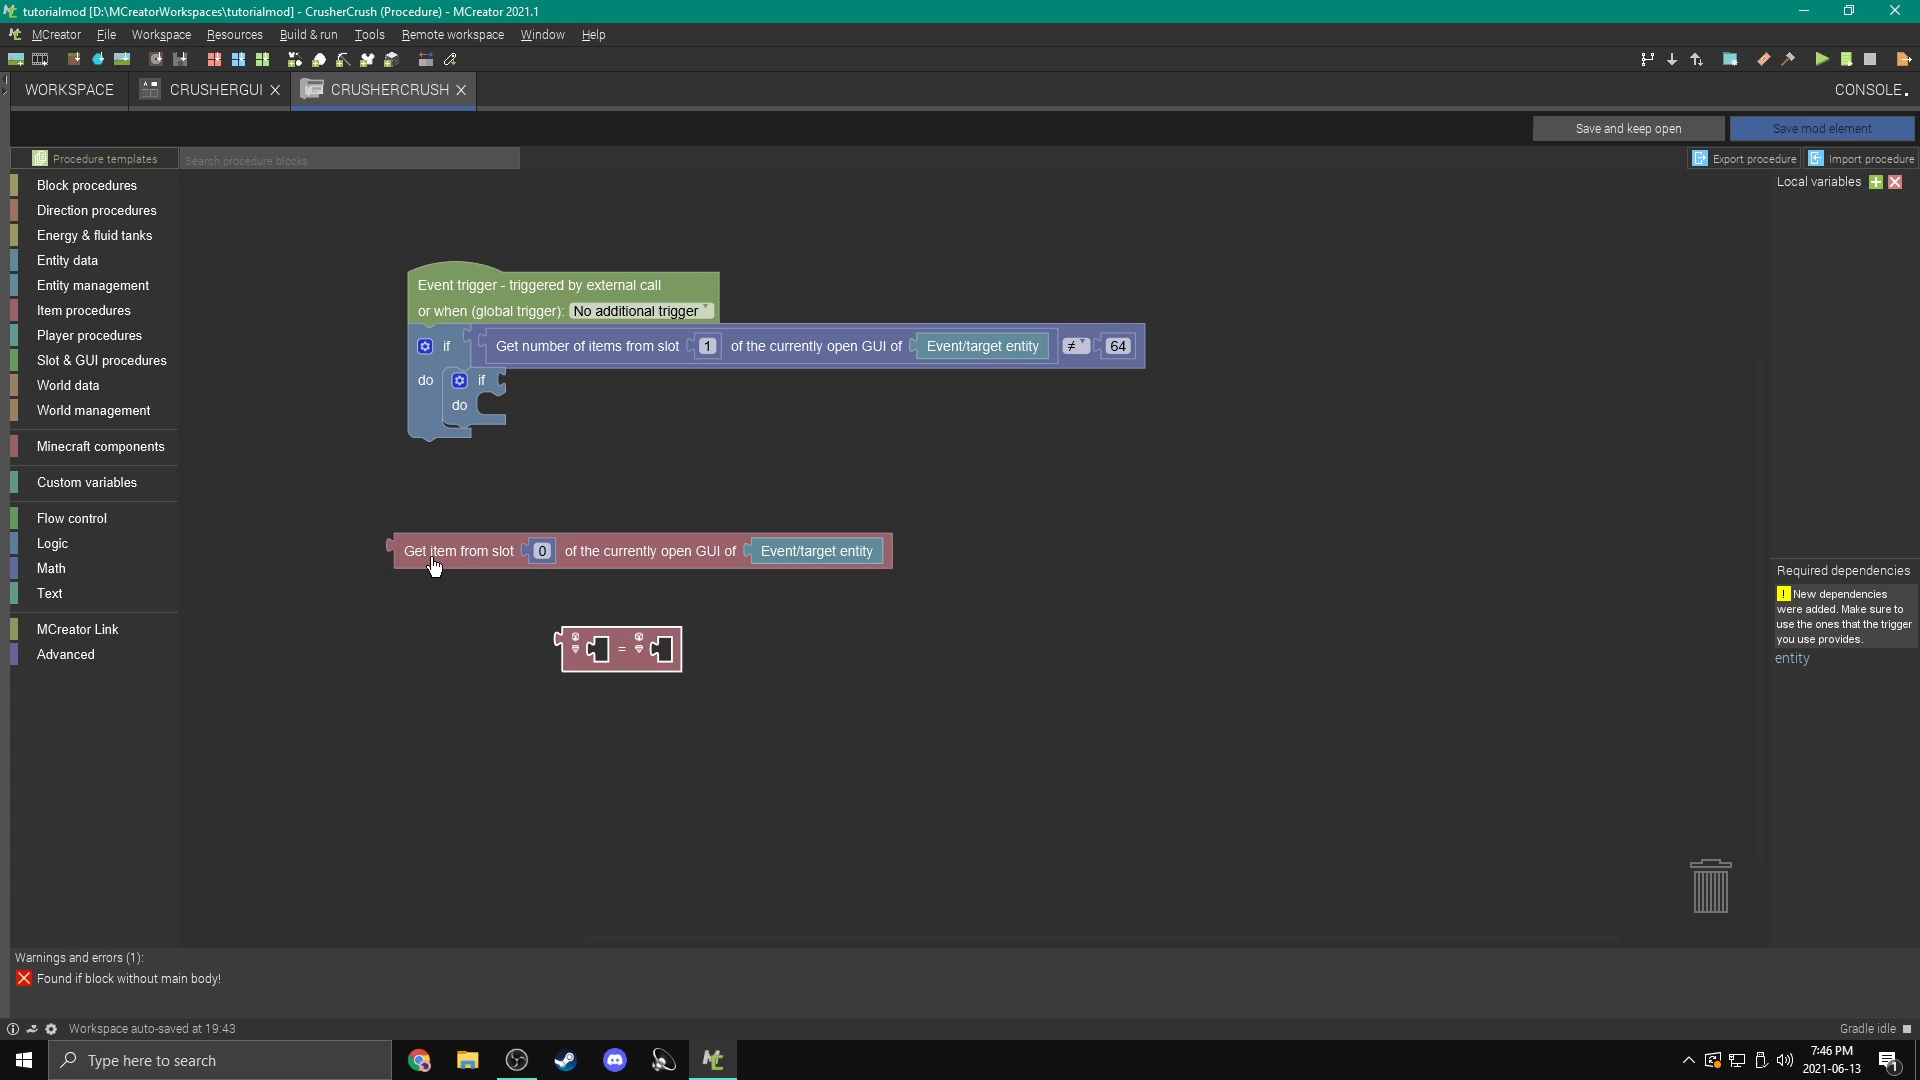 tutorialmod [D:\MCreatorWorkspaces\tutorialmod] - CrusherCrush (Procedure) - MCreator 2021.1
MCreator File Workspace Resources Build & run Tools Remote workspace Window Help
WORKSPACE CRUSHERGUI CRUSHERCRUSH CONSOLE
Save and keep open Save mod element
Procedure templates Search procedure blocks Export procedure Import procedure
Local variables
Block procedures
Direction procedures
Energy & fluid tanks
Entity data
Entity management
Item procedures
Player procedures
Slot & GUI procedures
World data
World management
Minecraft components
Custom variables
Flow control
Logic
Math
Text
MCreator Link
Advanced
Event trigger - triggered by external call
or when (global trigger): No additional trigger
if Get number of items from slot 1 of the currently open GUI of Event/target entity ≠ 64
do if
do
Get item from slot 0 of the currently open GUI of Event/target entity
=
Required dependencies
! New dependencies
were added. Make sure to
use the ones that the trigger
you use provides.
entity
Warnings and errors (1):
Found if block without main body!
Workspace auto-saved at 19:43 Gradle idle
Type here to search
7:46 PM
2021-06-13
1